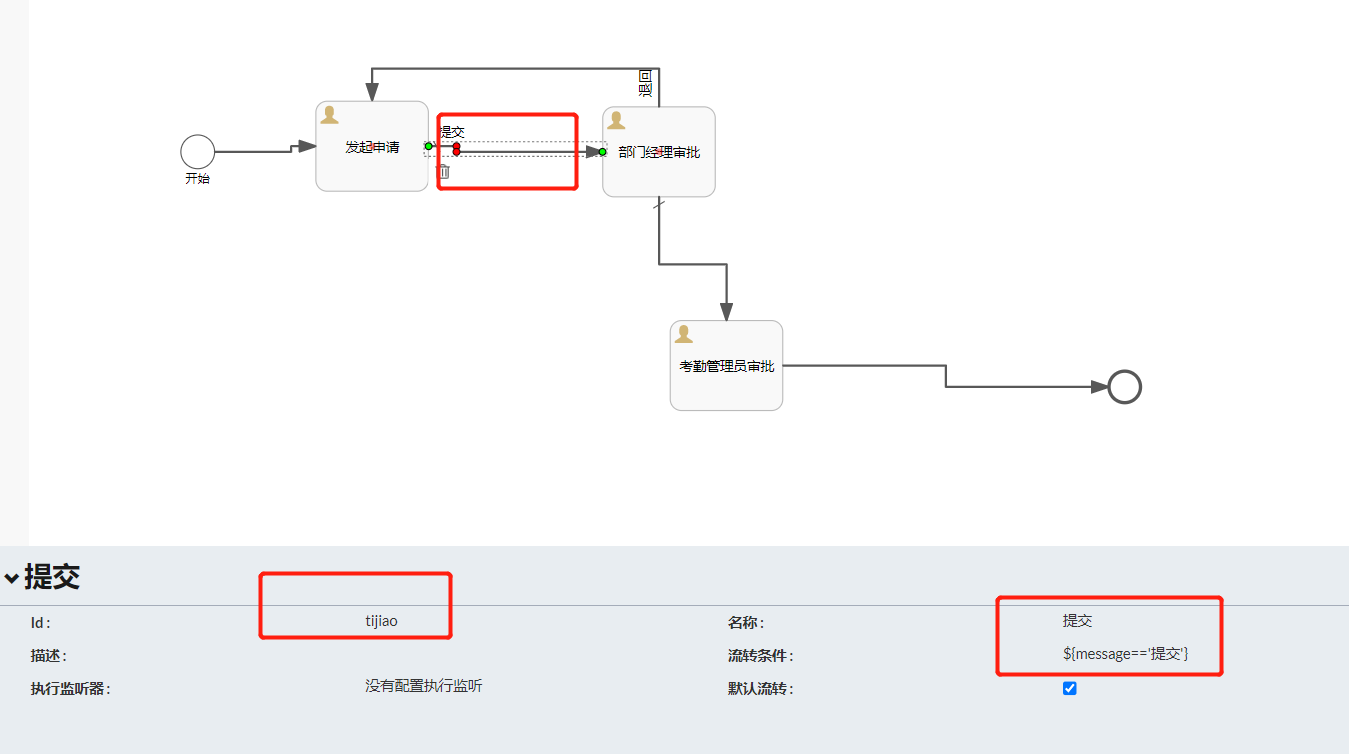 退回
提交
发起申请
部门经理审批
开始
考勤管理员审批
提交
Id :
tijiao
名称 :
提交
描述 :
流转条件 :
${message=='提交'}
执行监听器 :
没有配置执行监听
默认流转 :